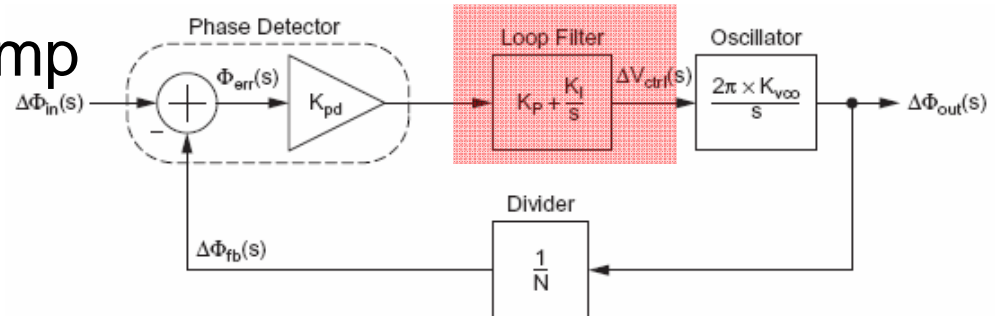 mp
Phase Detector
Loop Filter
Oscillator
ΔΦin(s)
Φerr(s)
Kpd
KP + KI/s
ΔVctrl(s)
2π × Kvco/s
ΔΦout(s)
−
Divider
ΔΦfb(s)
1/N